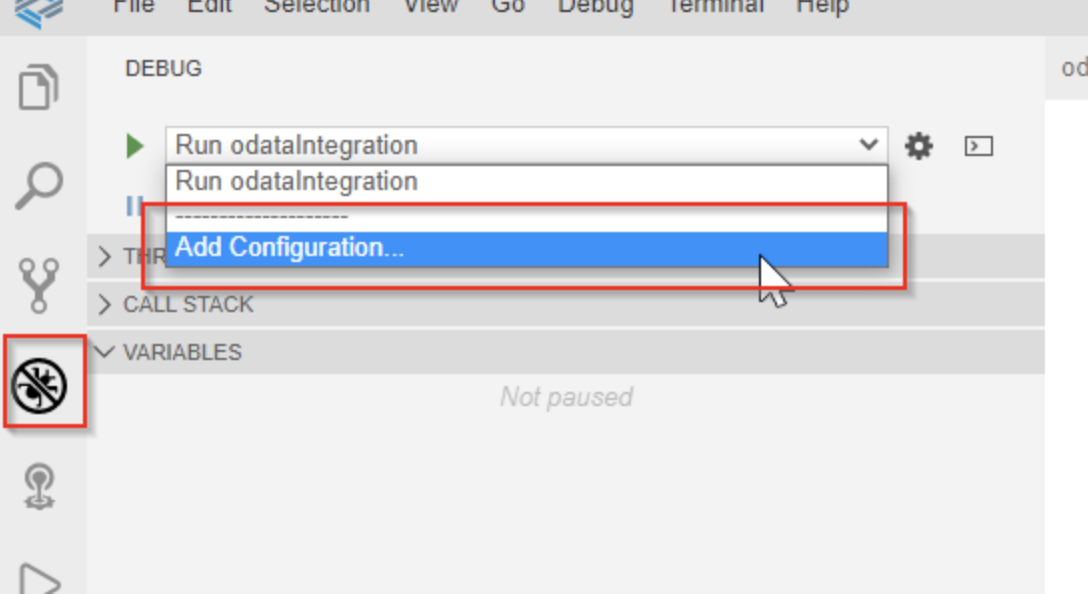 File Edit Selection View Go Debug Terminal Help
DEBUG
od
Run odataIntegration
Run odataIntegration
--------------------
Add Configuration...
THR
CALL STACK
VARIABLES
Not paused